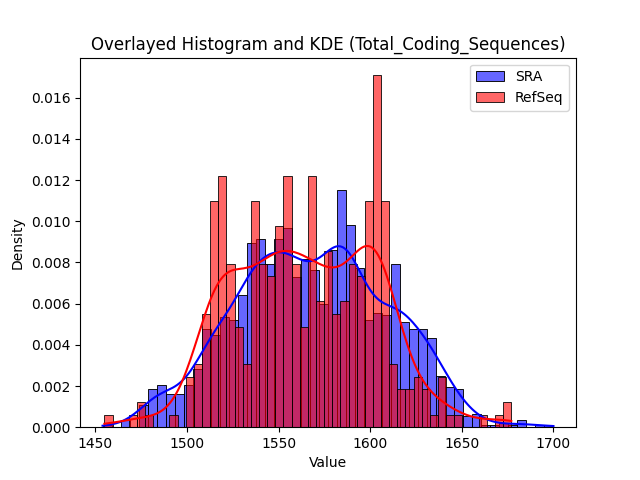 Overlayed Histogram and KDE (Total_Coding_Sequences)
SRA
RefSeq
0.016
0.014
0.012
0.010
0.008
0.006
0.004
0.002
0.000
Density
1450 1500 1550 1600 1650 1700
Value